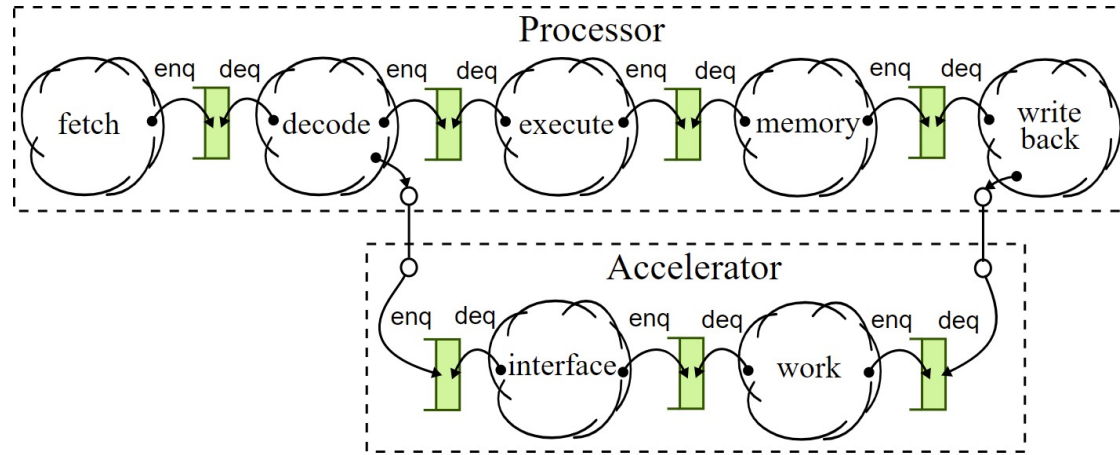 Processor
enq deq enq deq enq deq enq deq
fetch decode execute memory write
back
Accelerator
enq deq enq deq enq deq
interface work